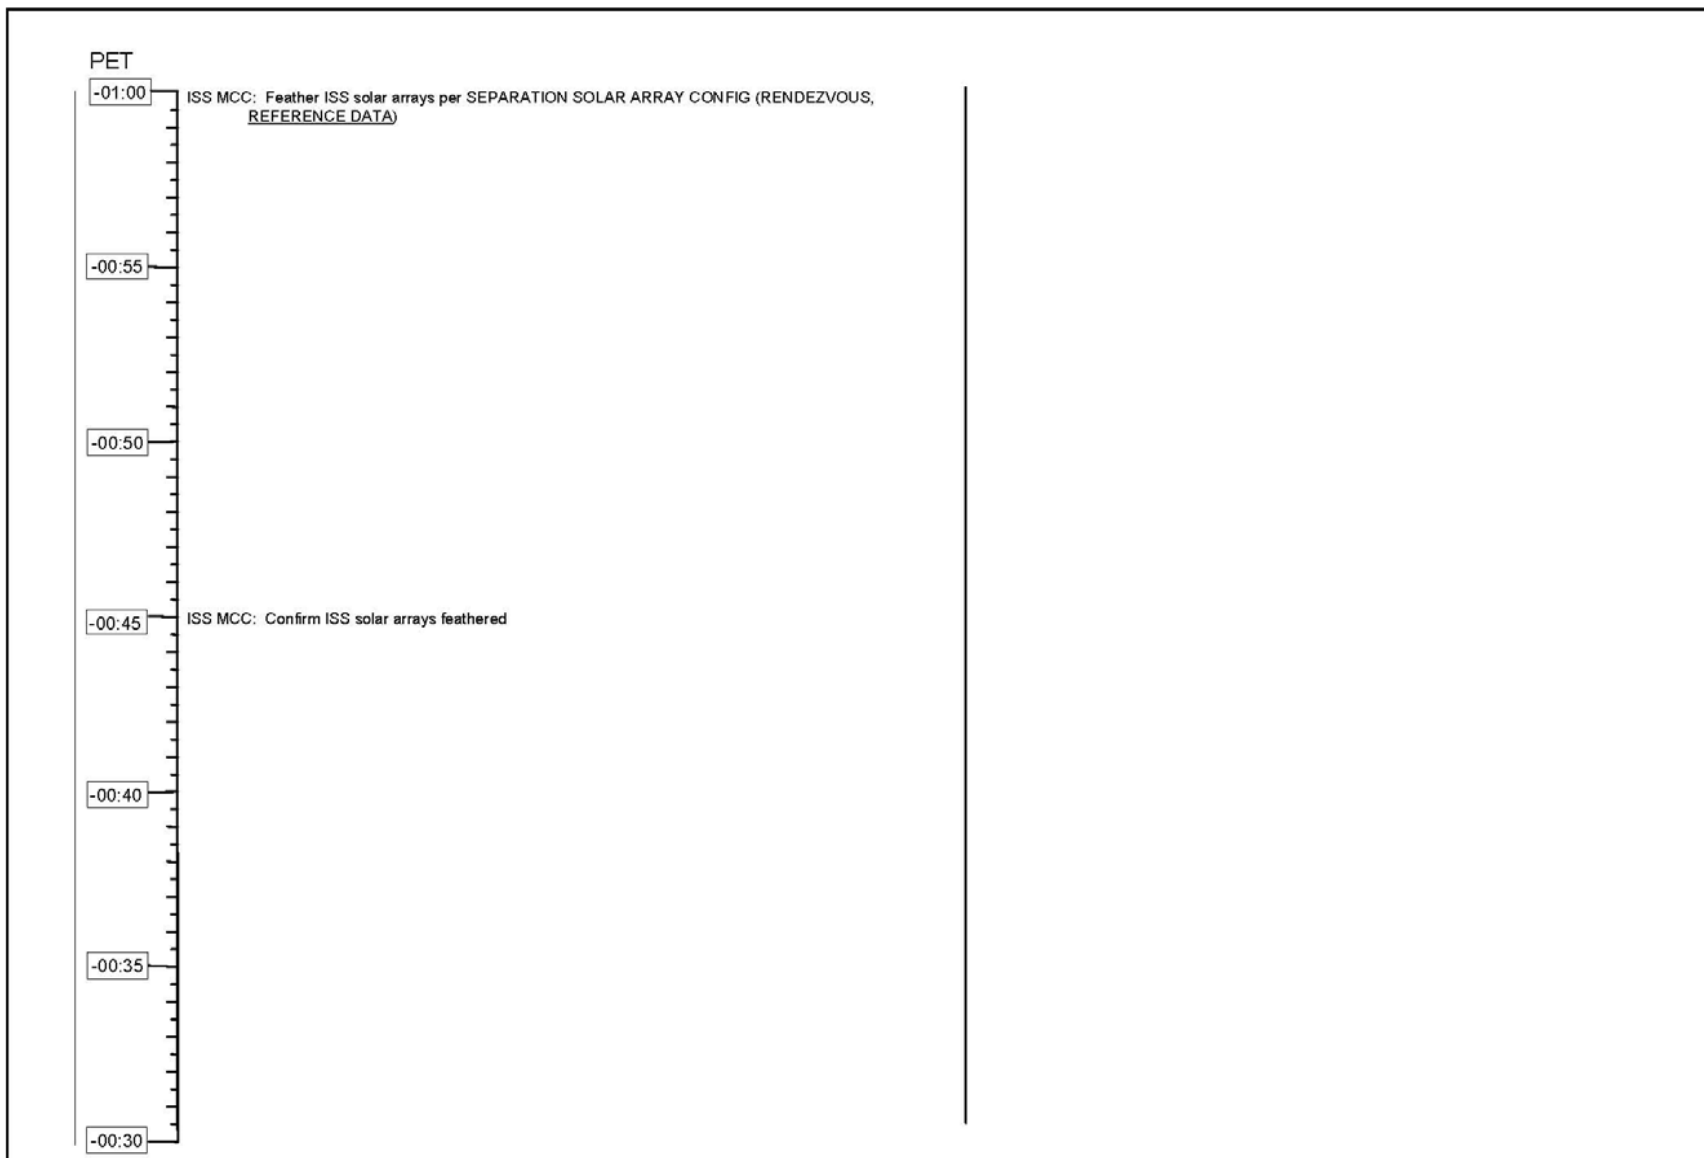 PET
-01:00
ISS MCC: Feather ISS solar arrays per SEPARATION SOLAR ARRAY CONFIG (RENDEZVOUS,
REFERENCE DATA)
-00:55
-00:50
-00:45
ISS MCC: Confirm ISS solar arrays feathered
-00:40
-00:35
-00:30